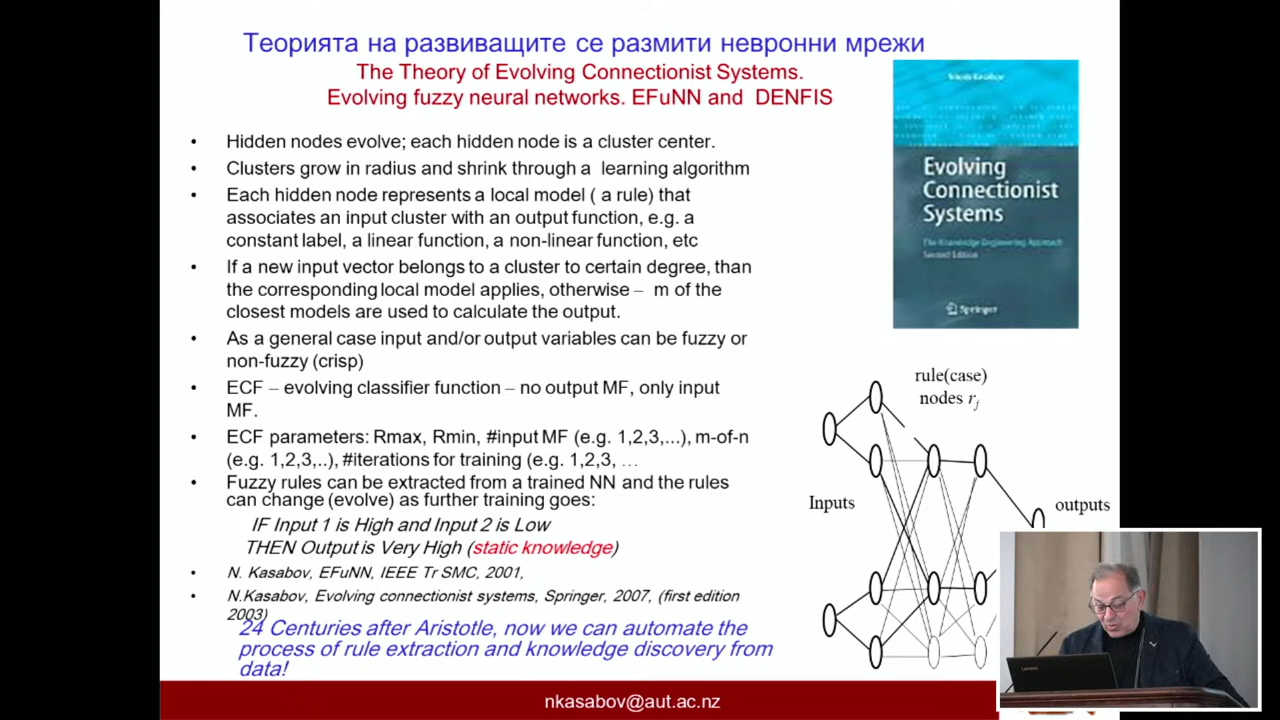 Теорията на развиващите се размити невронни мрежи
The Theory of Evolving Connectionist Systems.
Evolving fuzzy neural networks. EFuNN and DENFIS
• Hidden nodes evolve; each hidden node is a cluster center.
• Clusters grow in radius and shrink through a learning algorithm
• Each hidden node represents a local model ( a rule) that
associates an input cluster with an output function, e.g. a
constant label, a linear function, a non-linear function, etc
• If a new input vector belongs to a cluster to certain degree, than
the corresponding local model applies, otherwise – m of the
closest models are used to calculate the output.
• As a general case input and/or output variables can be fuzzy or
non-fuzzy (crisp)
• ECF – evolving classifier function – no output MF, only input
MF.
• ECF parameters: Rmax, Rmin, #input MF (e.g. 1,2,3,...), m-of-n
(e.g. 1,2,3,..), #iterations for training (e.g. 1,2,3, …
• Fuzzy rules can be extracted from a trained NN and the rules
can change (evolve) as further training goes:
IF Input 1 is High and Input 2 is Low
THEN Output is Very High (static knowledge)
• N. Kasabov, EFuNN, IEEE Tr SMC, 2001,
• N.Kasabov, Evolving connectionist systems, Springer, 2007, (first edition
2003)
24 Centuries after Aristotle, now we can automate the
process of rule extraction and knowledge discovery from
data!
Nikola Kasabov
Evolving
Connectionist
Systems
The Knowledge Engineering Approach
Second Edition
Springer
rule(case)
nodes rj
Inputs
outputs
Lenovo
nkasabov@aut.ac.nz